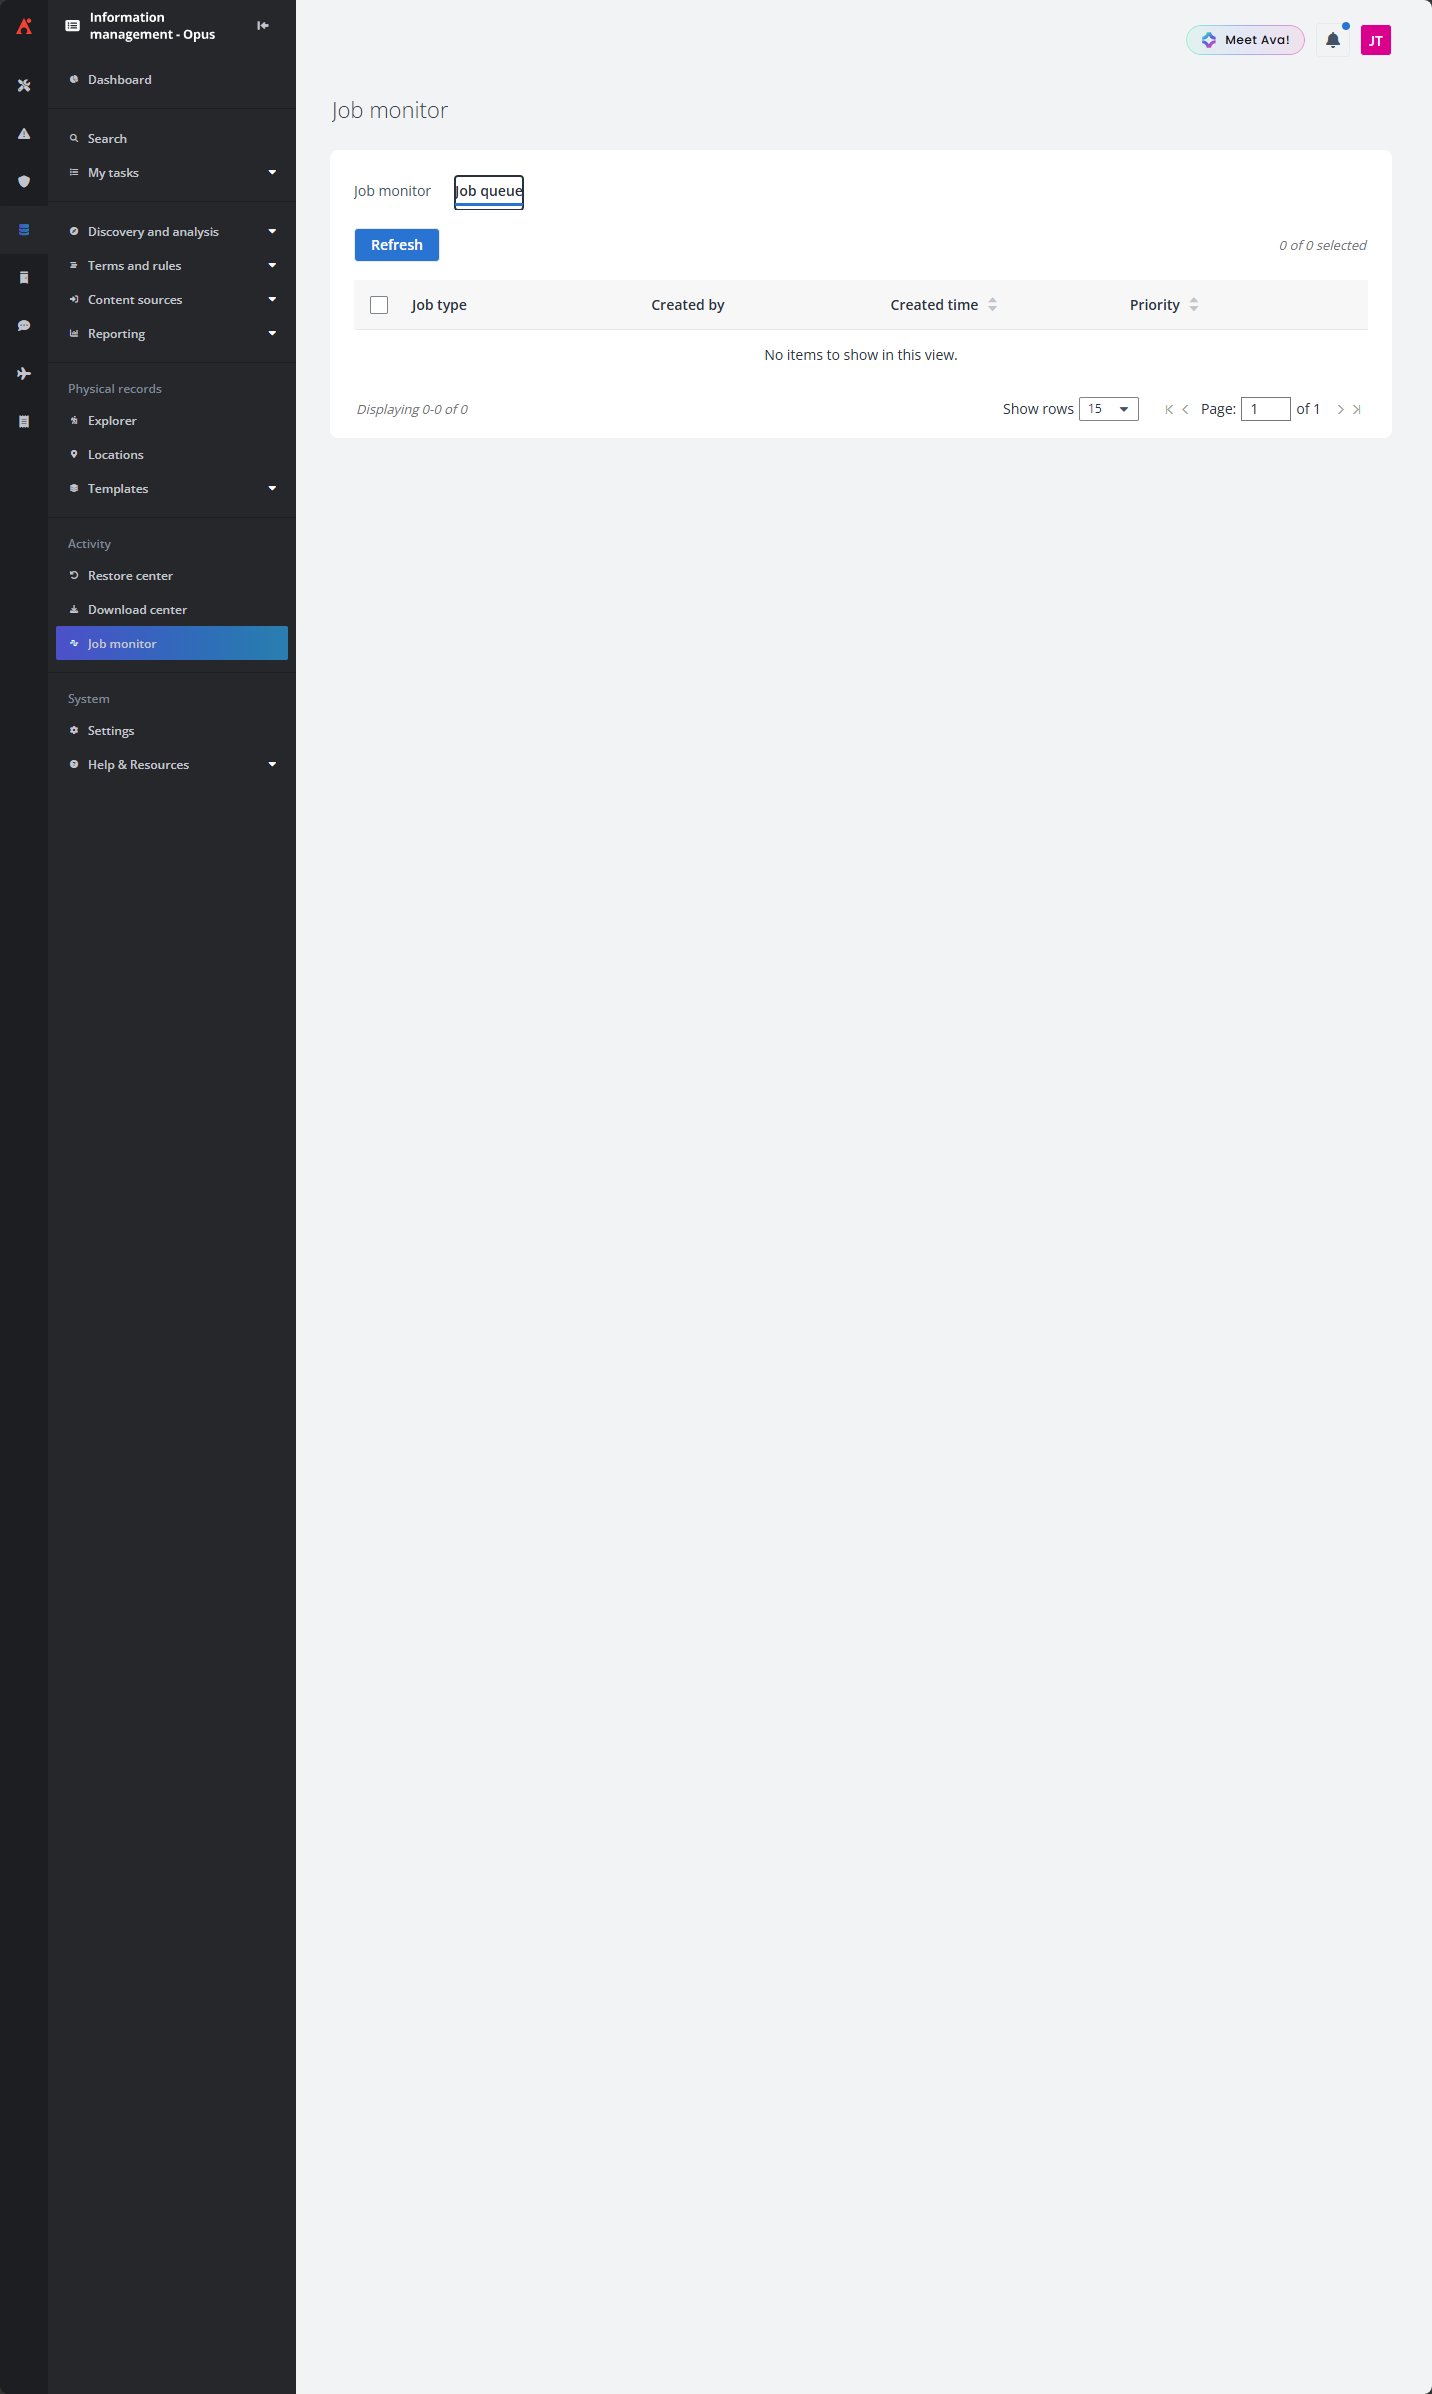 Information
management - Opus
Dashboard
Search
My tasks
Discovery and analysis
Terms and rules
Content sources
Reporting
Physical records
Explorer
Locations
Templates
Activity
Restore center
Download center
Job monitor
System
Settings
Help & Resources
Meet Ava!
JT
Job monitor
Job monitor Job queue
Refresh 0 of 0 selected
Job type Created by Created time Priority
No items to show in this view.
Displaying 0-0 of 0 Show rows 15 Page: 1 of 1